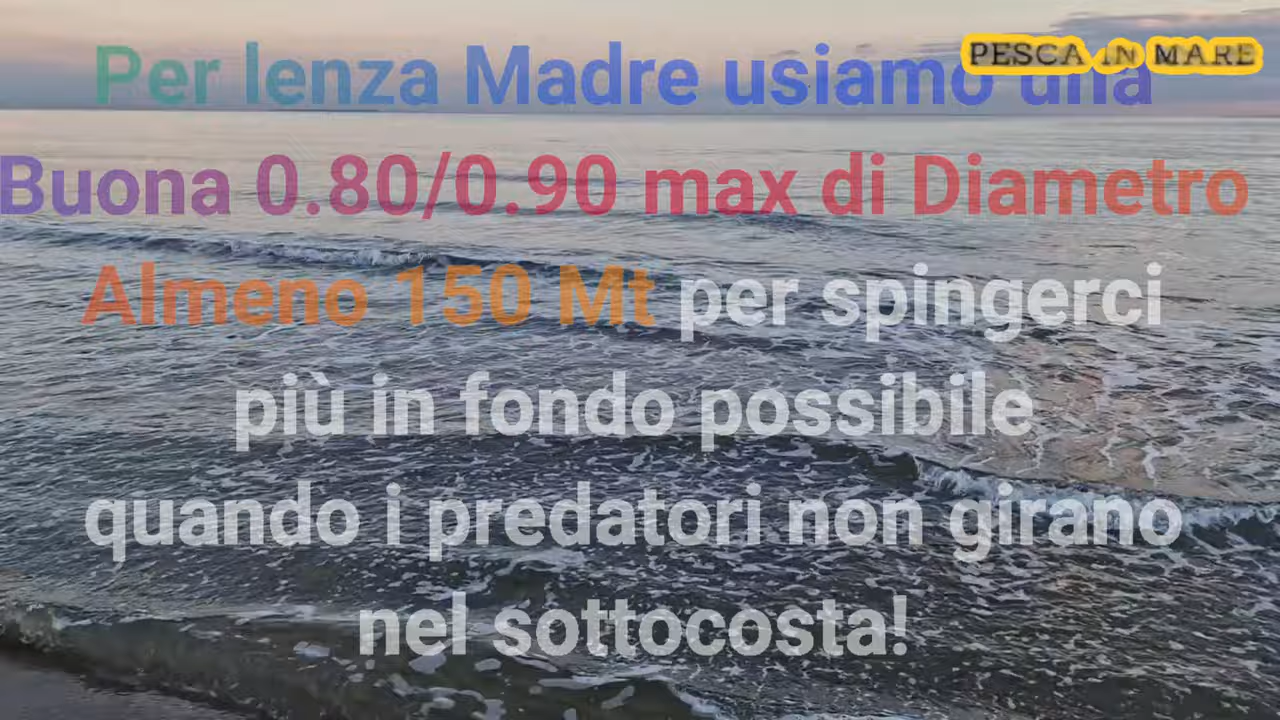 PESCA IN MARE
Per lenza Madre usiamo una
Buona 0.80/0.90 max di Diametro
Almeno 150 Mt per spingerci
più in fondo possibile
quando i predatori non girano
nel sottocosta!